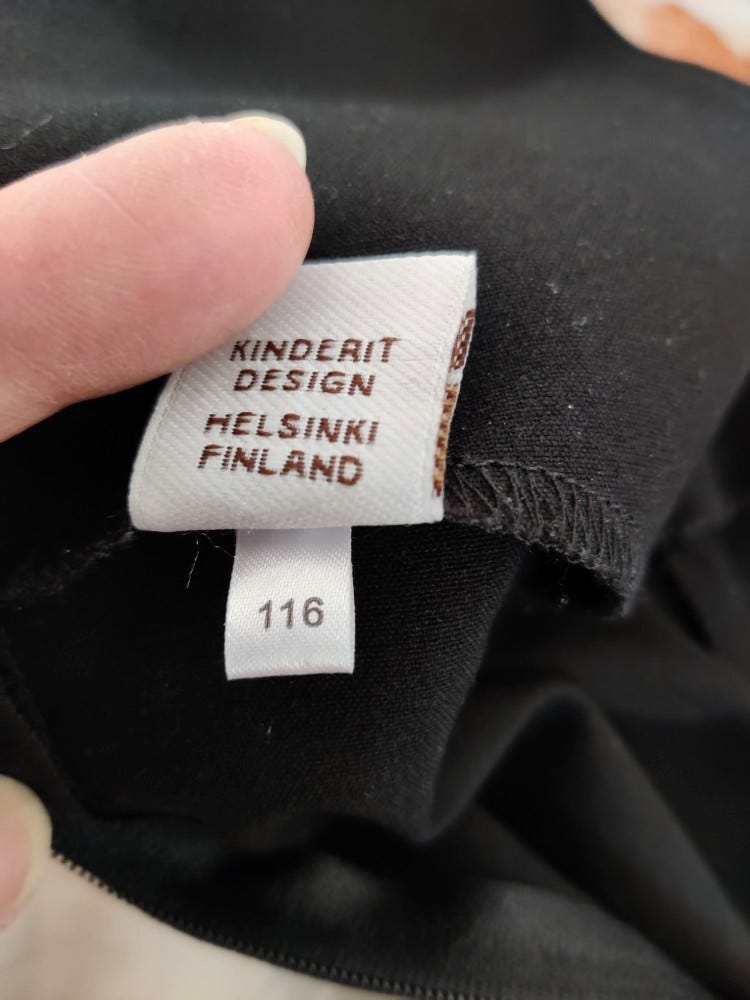 KINDERIT
DESIGN
HELSINKI
FINLAND
116